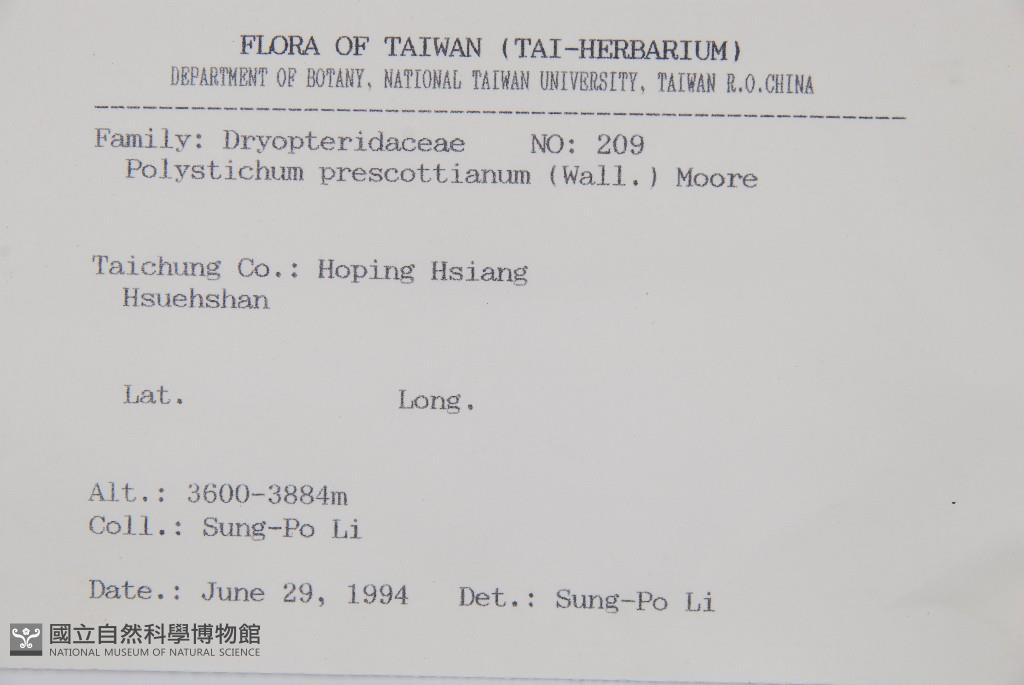 FLORA OF TAIWAN (TAI-HERBARIUM)
DEPARTMENT OF BOTANY, NATIONAL TAIWAN UNIVERSITY, TAIWAN R.O.CHINA
Family: Dryopteridaceae NO: 209
Polystichum prescottianum (Wall.) Moore
Taichung Co.: Hoping Hsiang
Hsuehshan
Lat. Long.
Alt.: 3600-3884m
Coll.: Sung-Po Li
Date.: June 29, 1994 Det.: Sung-Po Li
國立自然科學博物館
NATIONAL MUSEUM OF NATURAL SCIENCE